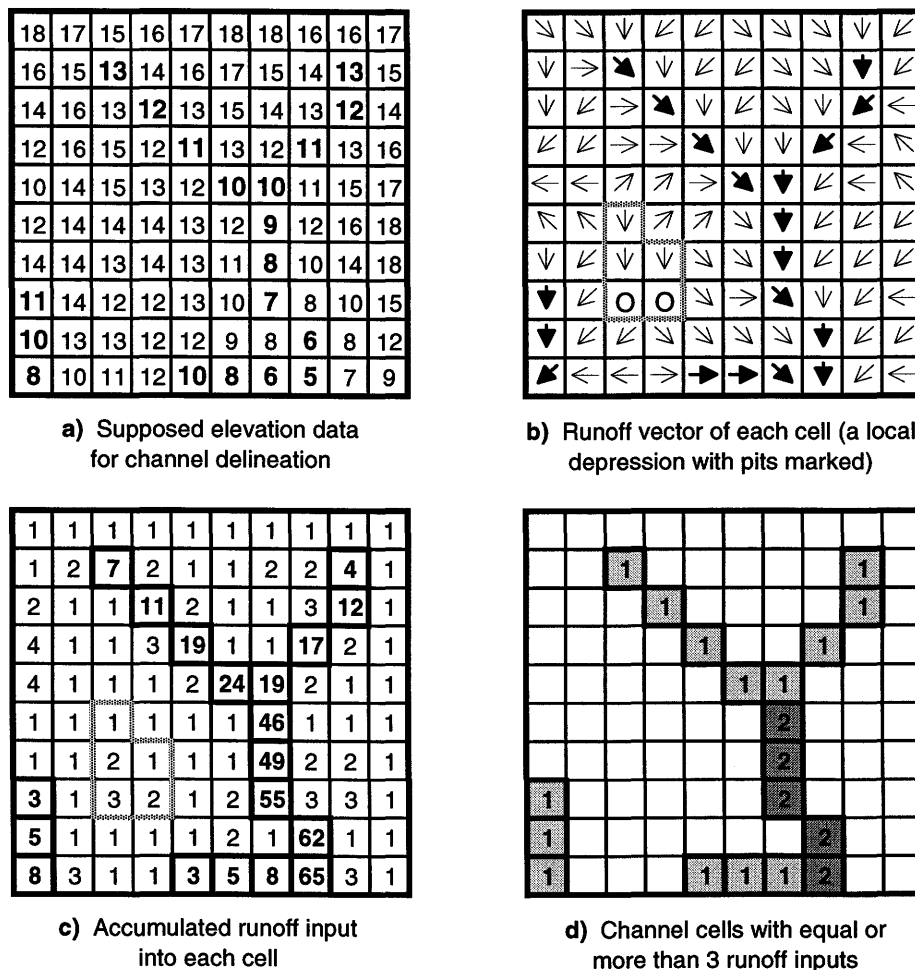 18 17 15 16 17 18 18 16 16 17
16 15 13 14 16 17 15 14 13 15
14 16 13 12 13 15 14 13 12 14
12 16 15 12 11 13 12 11 13 16
10 14 15 13 12 10 10 11 15 17
12 14 14 14 13 12 9 12 16 18
14 14 13 14 13 11 8 10 14 18
11 14 12 12 13 10 7 8 10 15
10 13 13 12 12 9 8 6 8 12
8 10 11 12 10 8 6 5 7 9
a) Supposed elevation data
for channel delineation
O O
b) Runoff vector of each cell (a local
depression with pits marked)
1 1 1 1 1 1 1 1 1 1
1 2 7 2 1 1 2 2 4 1
2 1 1 11 2 1 1 3 12 1
4 1 1 3 19 1 1 17 2 1
4 1 1 1 2 24 19 2 1 1
1 1 1 1 1 1 46 1 1 1
1 1 2 1 1 1 49 2 2 1
3 1 3 2 1 2 55 3 3 1
5 1 1 1 1 2 1 62 1 1
8 3 1 1 3 5 8 65 3 1
c) Accumulated runoff input
into each cell
1 1
1 1
1 1
1 1
2
2
1 2
1 2
1 1 1 1 2
d) Channel cells with equal or
more than 3 runoff inputs